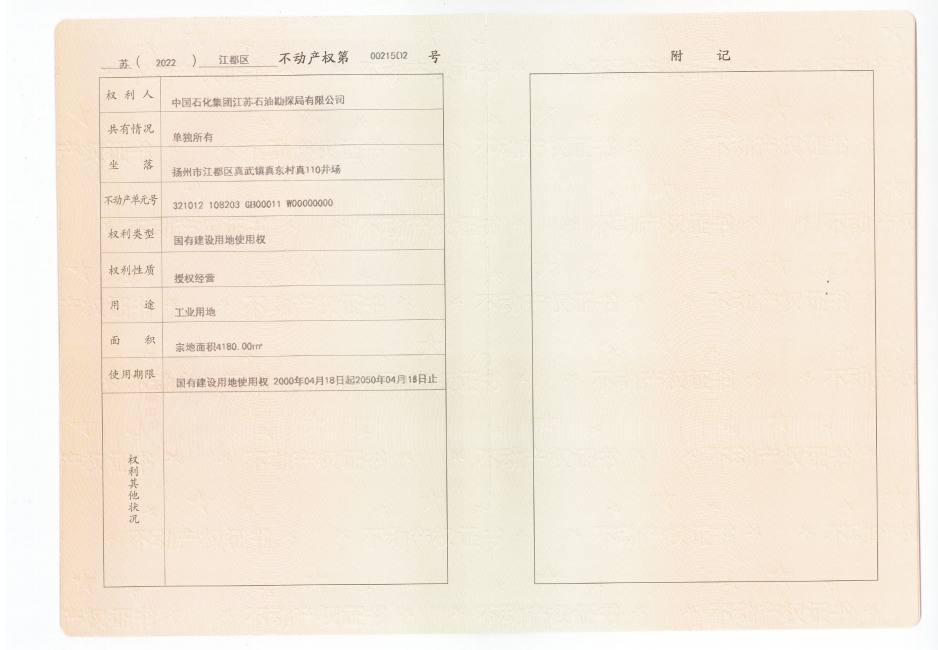 苏( 2022 ) 江都区 不动产权第 0021502 号
权利人 中国石化集团江苏石油勘探局有限公司
共有情况 单独所有
坐落 扬州市江都区真武镇真东村真110井场
不动产单元号 321012 108203 GB00011 W00000000
权利类型 国有建设用地使用权
权利性质 授权经营
用途 工业用地
面积 宗地面积4180.00㎡
使用期限 国有建设用地使用权 2000年04月18日起2050年04月18日止
权利其他状况
附记